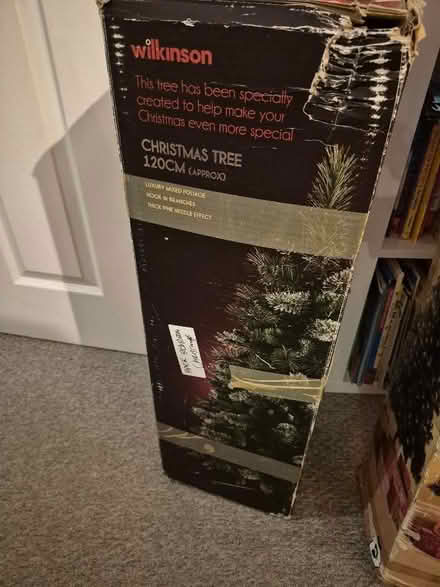 wilkinson
This tree has been specially
created to help make your
Christmas even more special
CHRISTMAS TREE
120CM (APPROX)
LUXURY MIXED FOLIAGE
HOOK IN BRANCHES
THICK PINE NEEDLE EFFECT